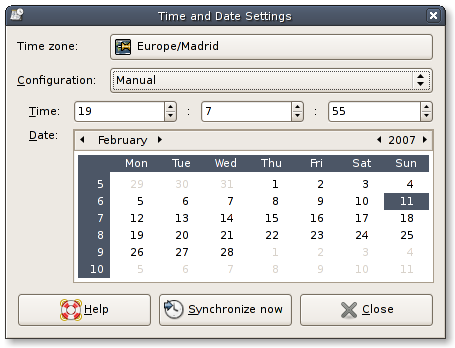 Time and Date Settings
Time zone: Europe/Madrid
Configuration: Manual
Time: 19 : 7 : 55
Date: February 2007
Mon Tue Wed Thu Fri Sat Sun
5 29 30 31 1 2 3 4
6 5 6 7 8 9 10 11
7 12 13 14 15 16 17 18
8 19 20 21 22 23 24 25
9 26 27 28 1 2 3 4
10 5 6 7 8 9 10 11
Help Synchronize now Close